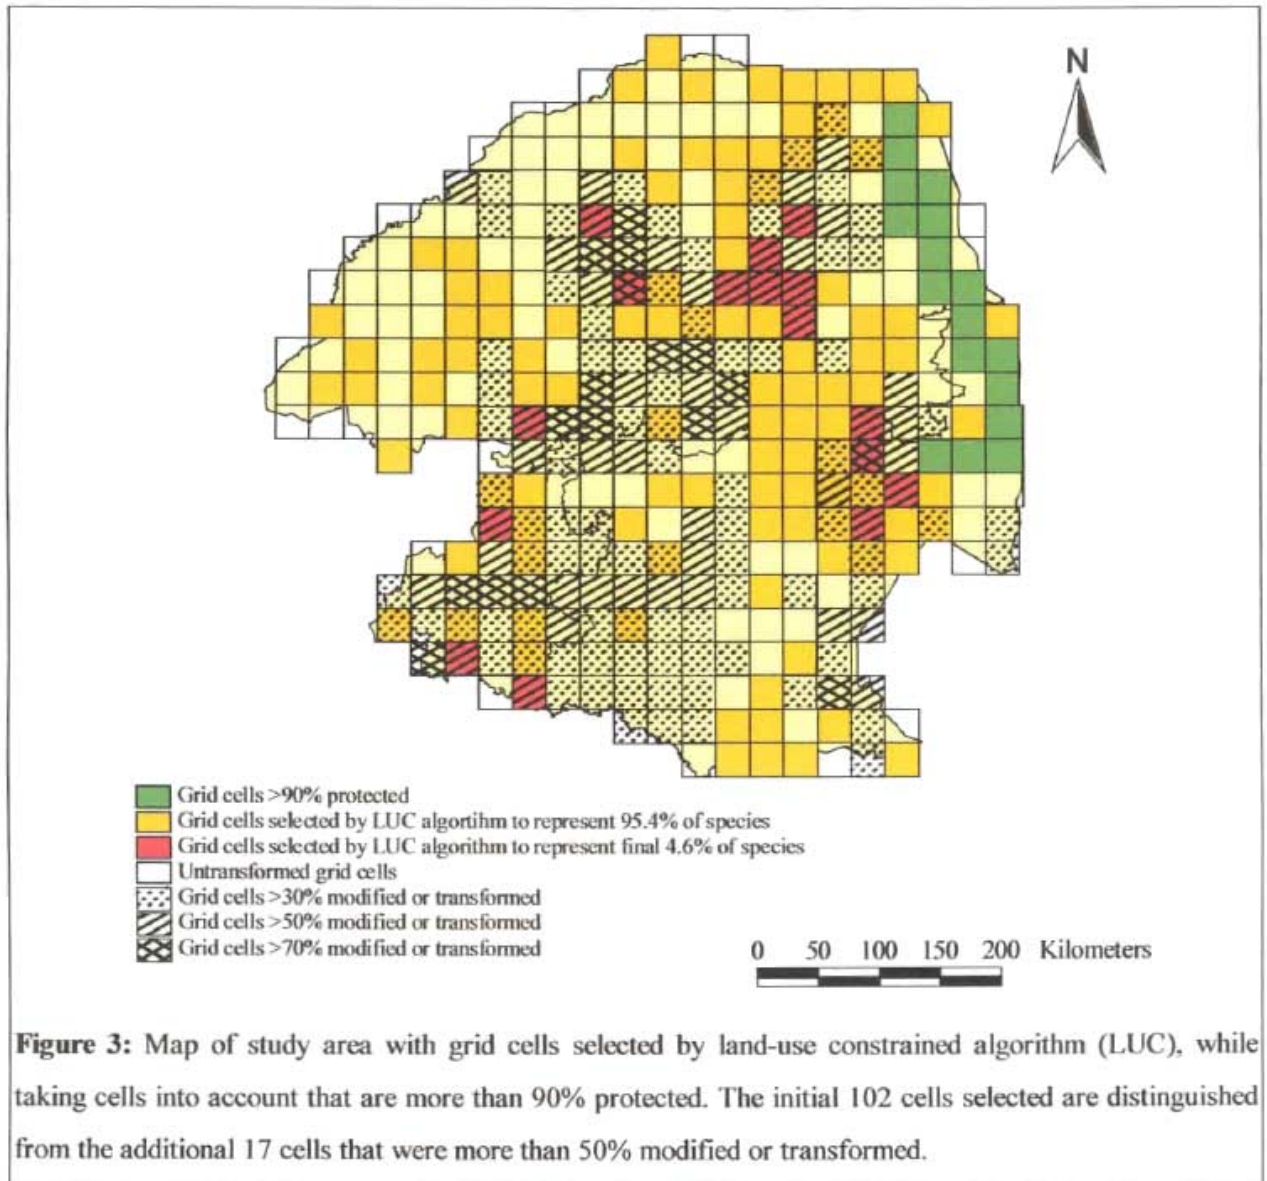 N
Grid cells >90% protected
Grid cells selected by LUC algortihm to represent 95.4% of species
Grid cells selected by LUC algorithm to represent final 4.6% of species
Untransformed grid cells
Grid cells >30% modified or transformed
Grid cells >50% modified or transformed
Grid cells >70% modified or transformed
0 50 100 150 200 Kilometers
Figure 3: Map of study area with grid cells selected by land-use constrained algorithm (LUC), while
taking cells into account that are more than 90% protected. The initial 102 cells selected are distinguished
from the additional 17 cells that were more than 50% modified or transformed.